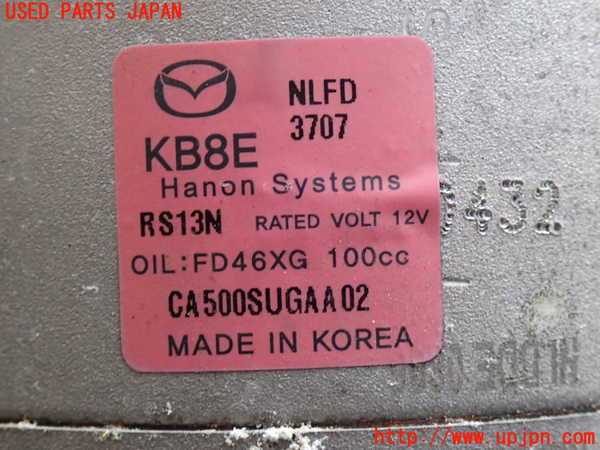 USED PARTS JAPAN
NLFD
3707
KB8E
Hanon Systems
RS13N RATED VOLT 12V
432
OIL:FD46XG 100cc
CA500SUGAA02
MADE IN KOREA
http://www.upjpn.com